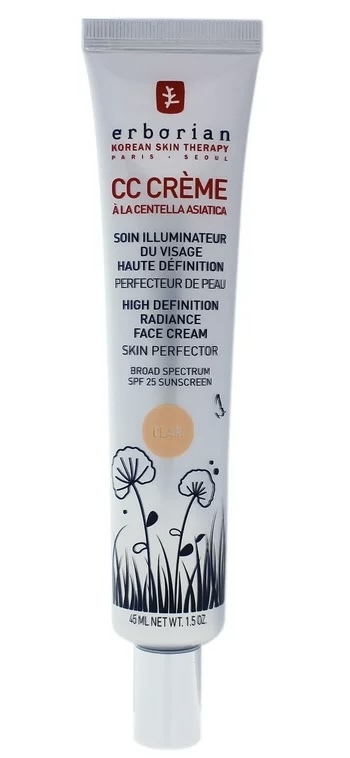 erborian
KOREAN SKIN THERAPY
PARIS - SEOUL
CC CRÈME
À LA CENTELLA ASIATICA
SOIN ILLUMINATEUR
DU VISAGE
HAUTE DÉFINITION
PERFECTEUR DE PEAU
HIGH DEFINITION
RADIANCE
FACE CREAM
SKIN PERFECTOR
BROAD SPECTRUM
SPF 25 SUNSCREEN
CLAIR
45 ML NET WT. 1.5 OZ.